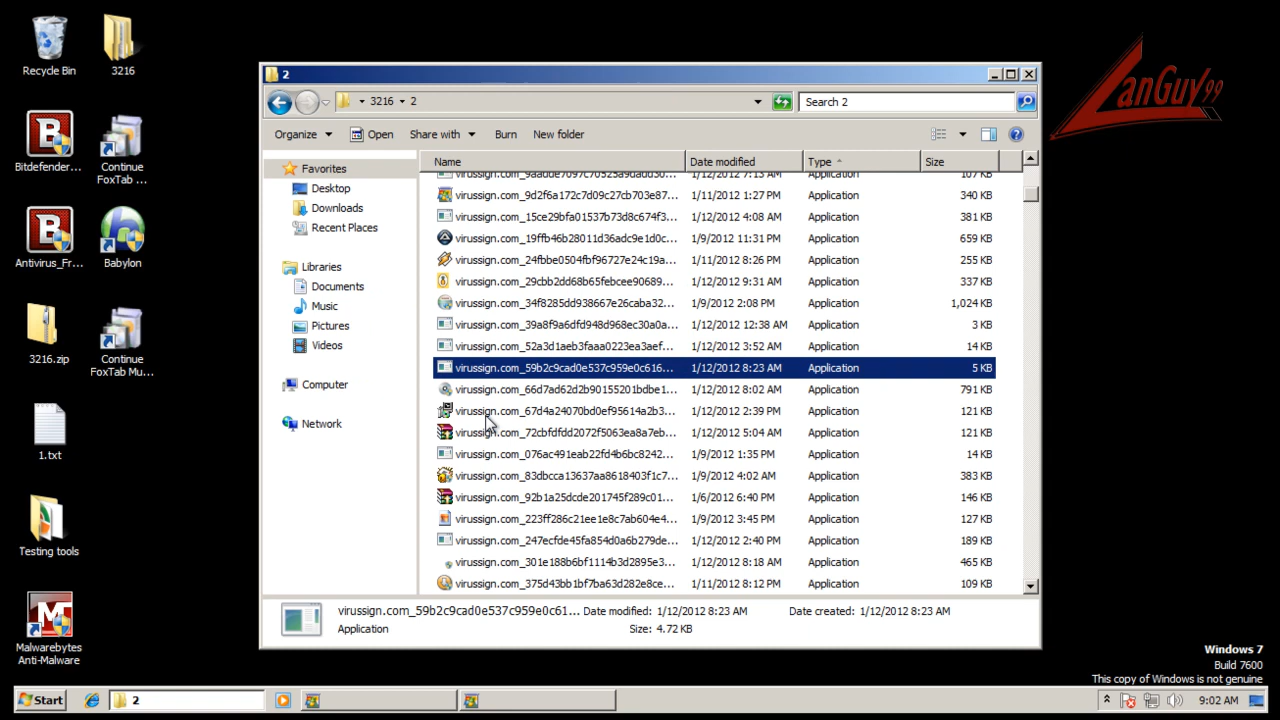 Recycle Bin
3216
Bitdefender...
Continue
FoxTab ...
Antivirus_Fr...
Babylon
3216.zip
Continue
FoxTab Mu...
1.txt
Testing tools
Malwarebytes
Anti-Malware
LanGuy99
2
3216
2
Search 2
Organize
Open
Share with
Burn
New folder
Favorites
Desktop
Downloads
Recent Places
Libraries
Documents
Music
Pictures
Videos
Computer
Network
Name Date modified Type Size
1/12/2012 7:13 AM Application 107 KB
virussign.com_9d2f6a172c7d09c27cb703e87... 1/11/2012 1:27 PM Application 340 KB
virussign.com_15ce29bfa01537b73d8c674f3... 1/12/2012 4:08 AM Application 381 KB
virussign.com_19ffb46b28011d36adc9e1d0c... 1/9/2012 11:31 PM Application 659 KB
virussign.com_24fbbe0504fbf96727e24c19a... 1/11/2012 8:26 PM Application 255 KB
virussign.com_29cbb2dd68b65febcee90689... 1/12/2012 9:31 AM Application 337 KB
virussign.com_34f8285dd938667e26caba32... 1/9/2012 2:08 PM Application 1,024 KB
virussign.com_39a8f9a6dfd948d968ec30a0a... 1/12/2012 12:38 AM Application 3 KB
virussign.com_52a3d1aeb3faaa0223ea3aef... 1/12/2012 3:52 AM Application 14 KB
virussign.com_59b2c9cad0e537c959e0c616... 1/12/2012 8:23 AM Application 5 KB
virussign.com_66d7ad62d2b90155201bdbe1... 1/12/2012 8:02 AM Application 791 KB
virussign.com_67d4a24070bd0ef95614a2b3... 1/12/2012 2:39 PM Application 121 KB
virussign.com_72cbfdfdd2072f5063ea8a7eb... 1/12/2012 5:04 AM Application 121 KB
virussign.com_076ac491eab22fd4b6bc8242... 1/9/2012 1:35 PM Application 14 KB
virussign.com_83dbcca13637aa8618403f1c7... 1/9/2012 4:02 AM Application 383 KB
virussign.com_92b1a25dcde201745f289c01... 1/6/2012 6:40 PM Application 146 KB
virussign.com_223ff286c21ee1e8c7ab604e4... 1/9/2012 3:45 PM Application 127 KB
virussign.com_247ecfde45fa854d0a6b279de... 1/12/2012 2:40 PM Application 189 KB
virussign.com_301e188b6bf1114b3d2895e3... 1/12/2012 8:18 AM Application 465 KB
virussign.com_375d43bb1bf7ba63d282e8ce... 1/11/2012 8:12 PM Application 109 KB
virussign.com_59b2c9cad0e537c959e0c61... Date modified: 1/12/2012 8:23 AM Date created: 1/12/2012 8:23 AM
Application Size: 4.72 KB
Windows 7
Build 7600
This copy of Windows is not genuine
Start
2
9:02 AM